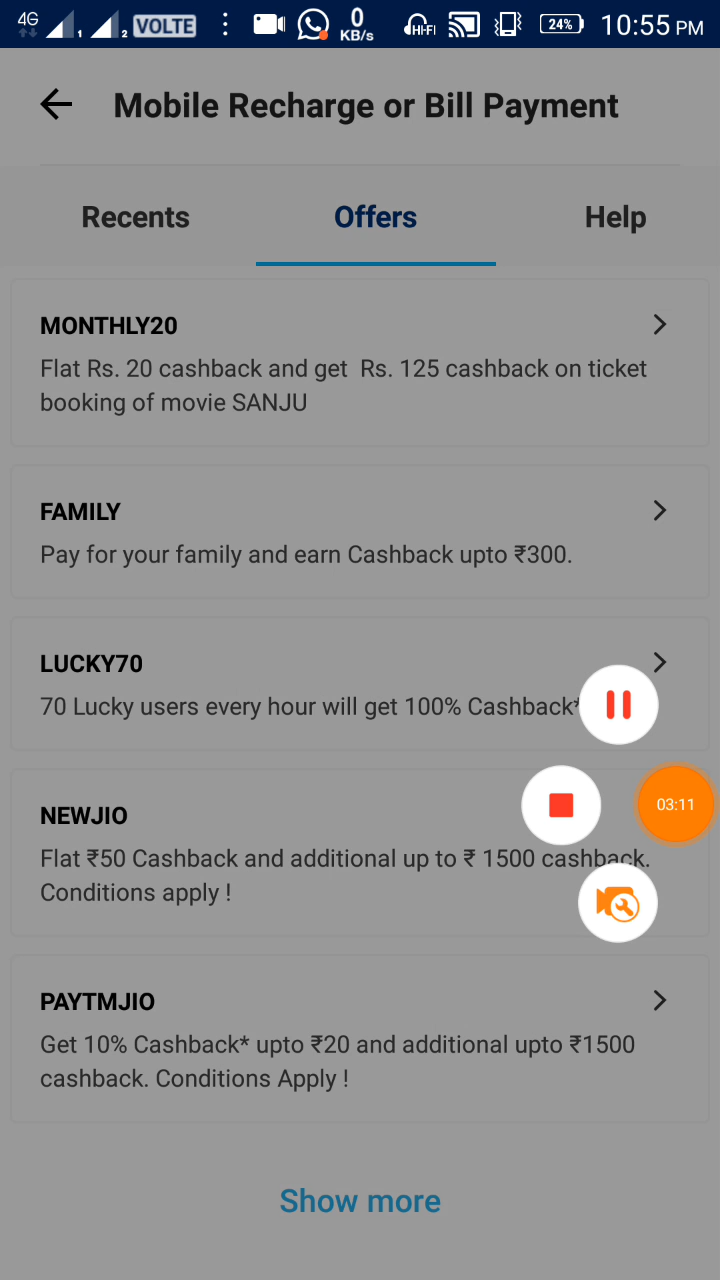 4G 1 2 VOLTE 0 KB/s HI-FI 24% 10:55 PM
Mobile Recharge or Bill Payment
Recents Offers Help
MONTHLY20
Flat Rs. 20 cashback and get Rs. 125 cashback on ticket
booking of movie SANJU
FAMILY
Pay for your family and earn Cashback upto ₹300.
LUCKY70
70 Lucky users every hour will get 100% Cashback*
03:11
NEWJIO
Flat ₹50 Cashback and additional up to ₹ 1500 cashback.
Conditions apply !
PAYTMJIO
Get 10% Cashback* upto ₹20 and additional upto ₹1500
cashback. Conditions Apply !
Show more